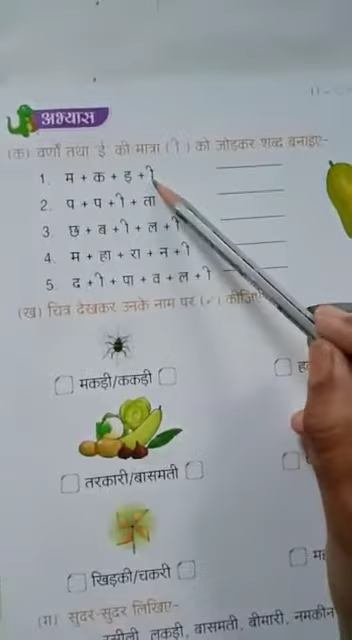 अभ्यास
(क) वर्णों तथा 'ई' की मात्रा ( ी ) को जोड़कर शब्द बनाइए-
1. म + क + ड़ + ी
2. प + प + ी + ता
3. छ + ब + ी + ल + ी
4. म + हा + रा + न + ी
5. द + ी + पा + व + ल + ी
(ख) चित्र देखकर उनके नाम पर (✓) कीजिए
मकड़ी/ककड़ी
तरकारी/बासमती
खिड़की/चकरी
(ग) सुंदर-सुंदर लिखिए-
लकड़ी, बासमती, बीमारी, नमकीन